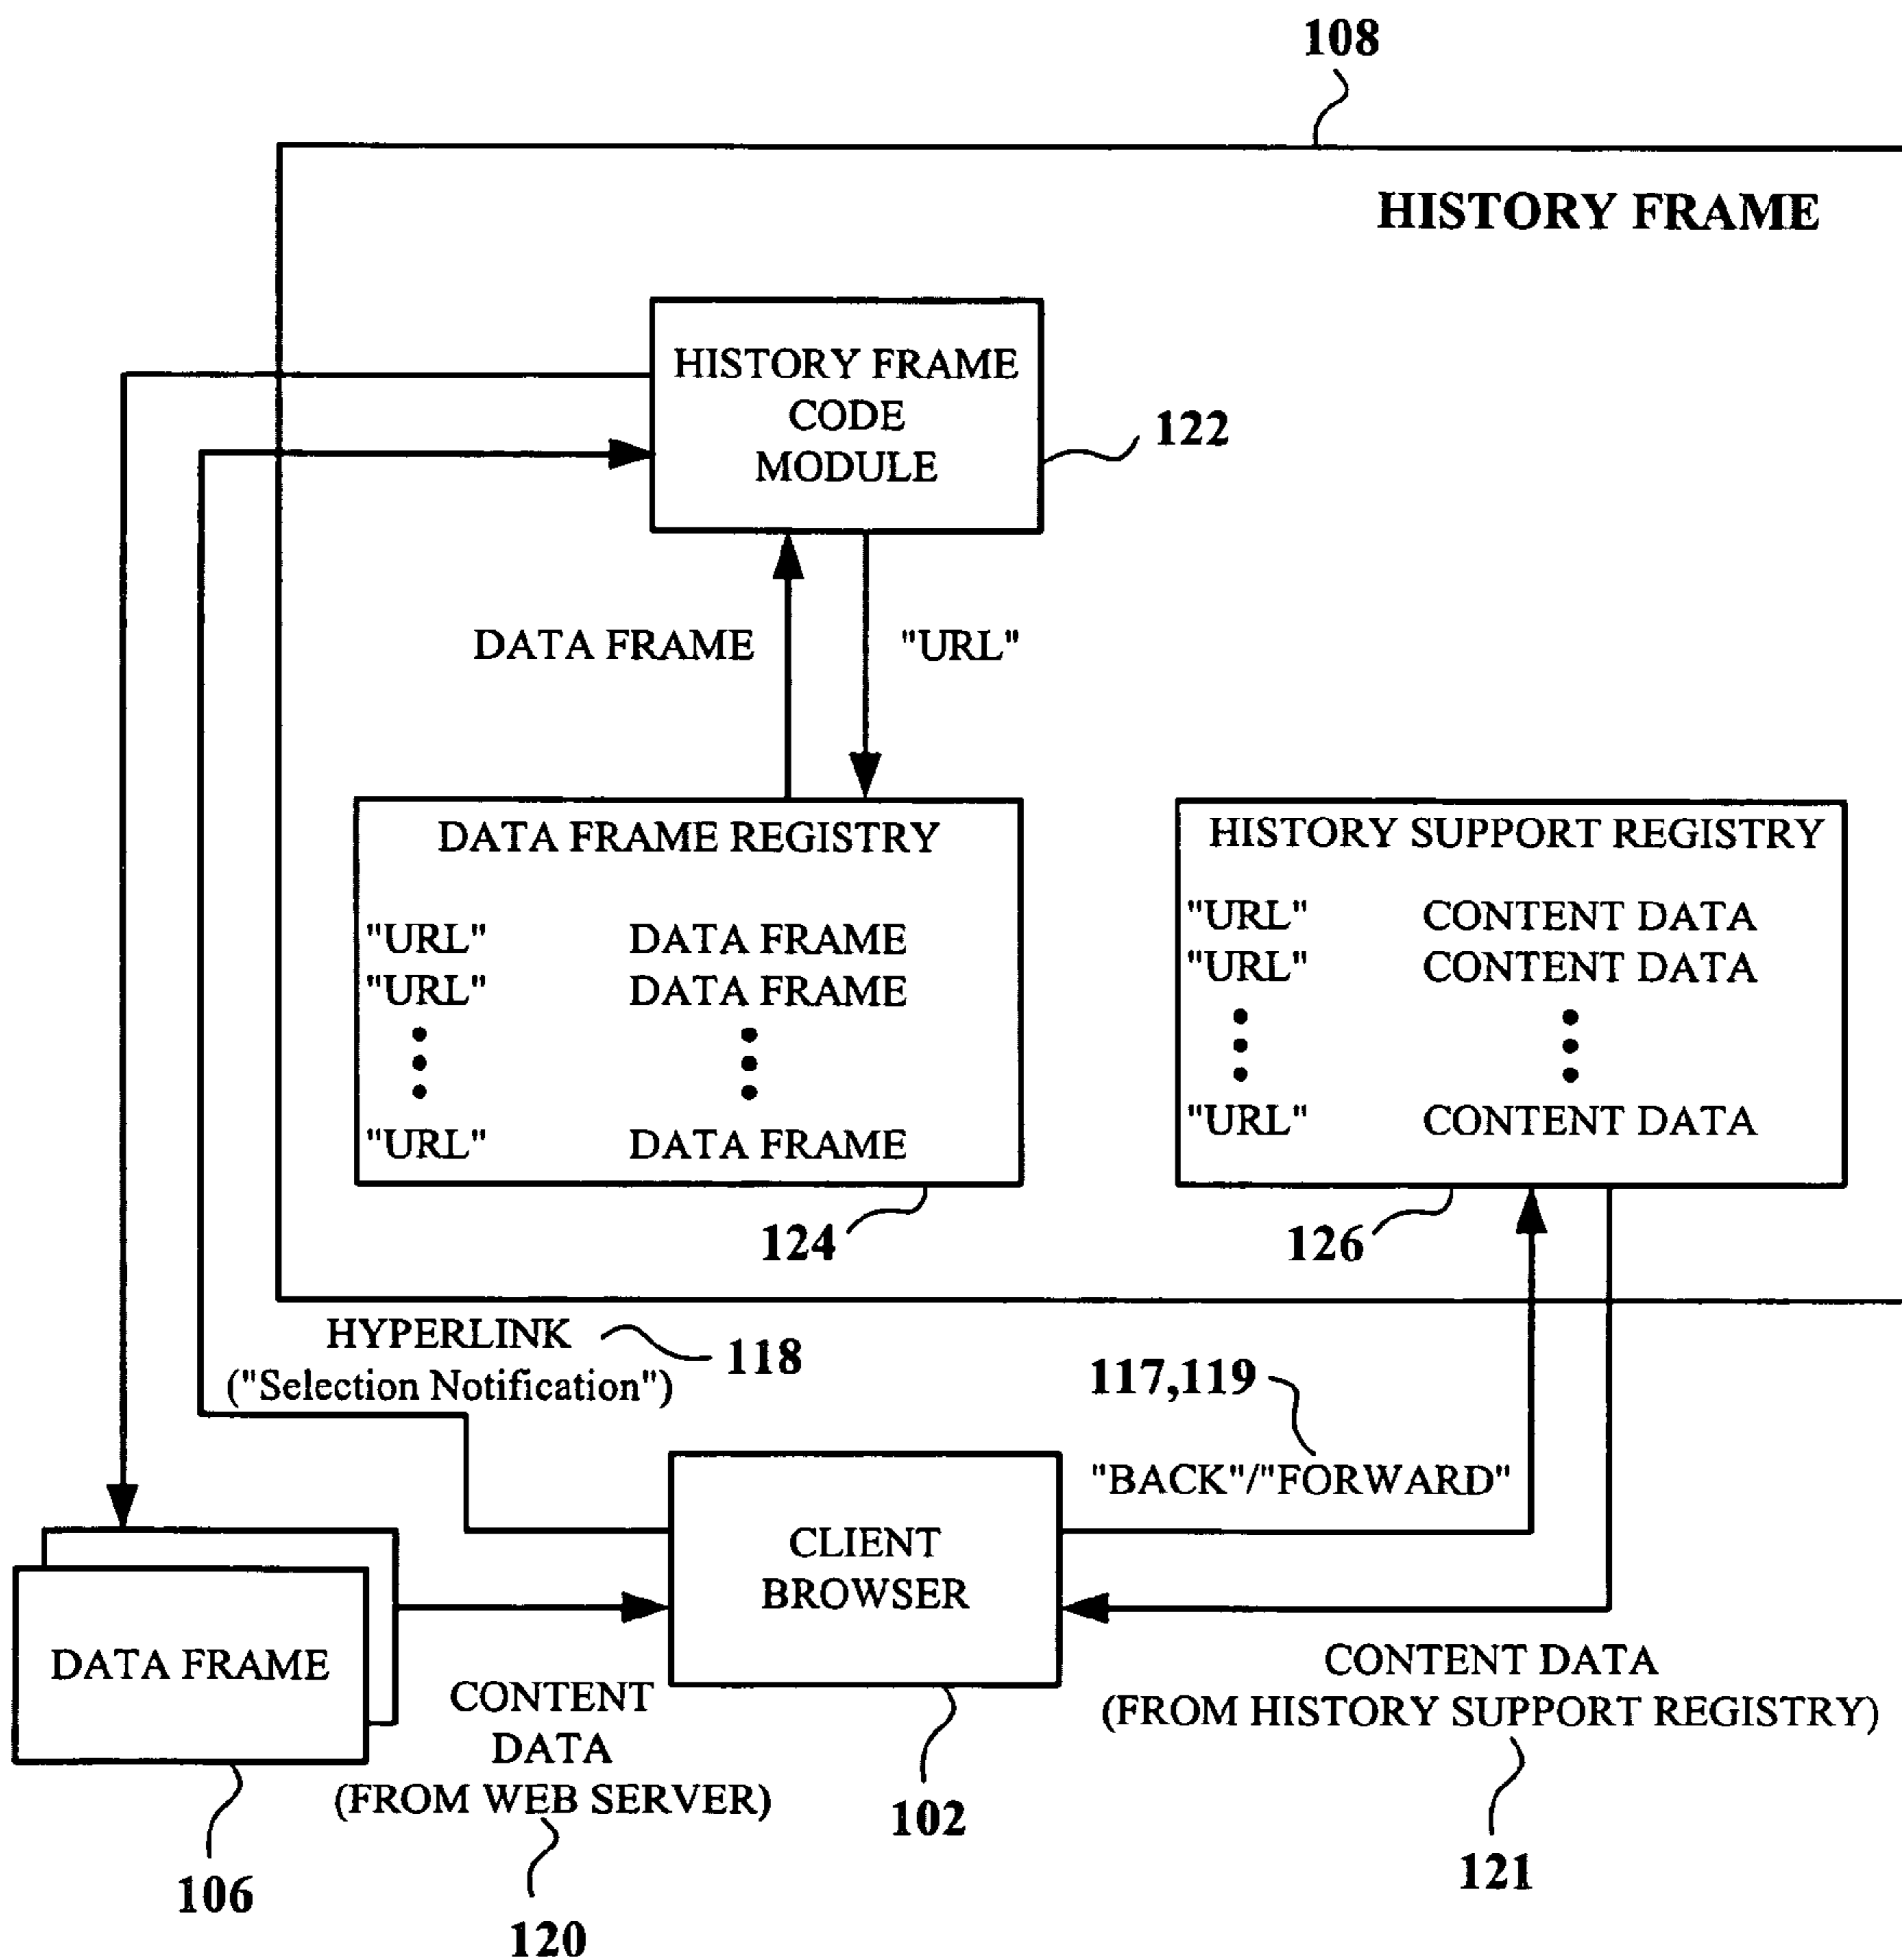 108
HISTORY FRAME
HISTORY FRAME
CODE
MODULE
122
DATA FRAME
"URL"
DATA FRAME REGISTRY
"URL" DATA FRAME
"URL" DATA FRAME
"URL" DATA FRAME
124
HISTORY SUPPORT REGISTRY
"URL" CONTENT DATA
"URL" CONTENT DATA
"URL" CONTENT DATA
126
HYPERLINK
("Selection Notification")
118
117,119
"BACK"/"FORWARD"
CLIENT
BROWSER
102
DATA FRAME
106
CONTENT
DATA
(FROM WEB SERVER)
120
CONTENT DATA
(FROM HISTORY SUPPORT REGISTRY)
121